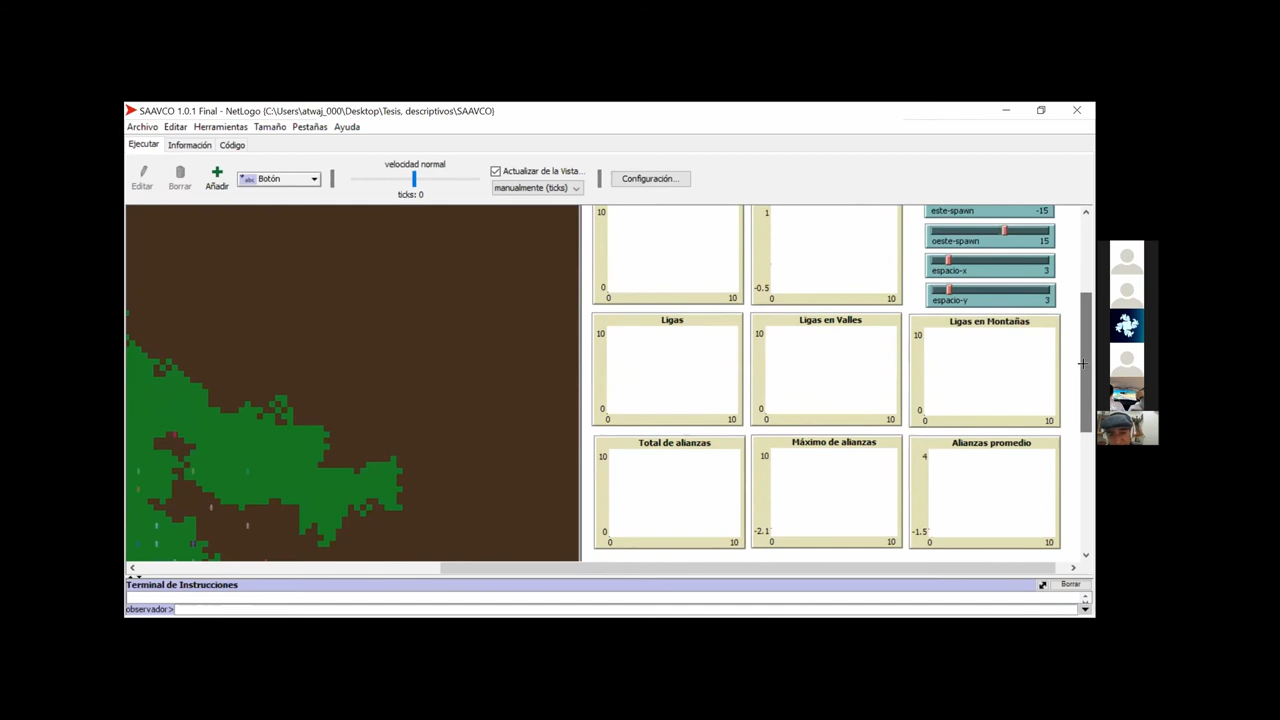 SAAVCO 1.0.1 Final - NetLogo {C:\Users\atwaj_000\Desktop\Tesis, descriptivos\SAAVCO}
Archivo Editar Herramientas Tamaño Pestañas Ayuda
Ejecutar Información Código
Editar Borrar Añadir abc Botón velocidad normal ticks: 0 Actualizar de la Vista... manualmente (ticks) Configuración...
10 0 0 10
1 -0.5 0 10
este-spawn -15
oeste-spawn 15
espacio-x 3
espacio-y 3
Ligas 10 0 0 10
Ligas en Valles 10 0 0 10
Ligas en Montañas 10 0 0 10
Total de alianzas 10 0 0 10
Máximo de alianzas 10 -2.1 0 10
Alianzas promedio 4 -1.5 0 10
Terminal de Instrucciones Borrar
observador>